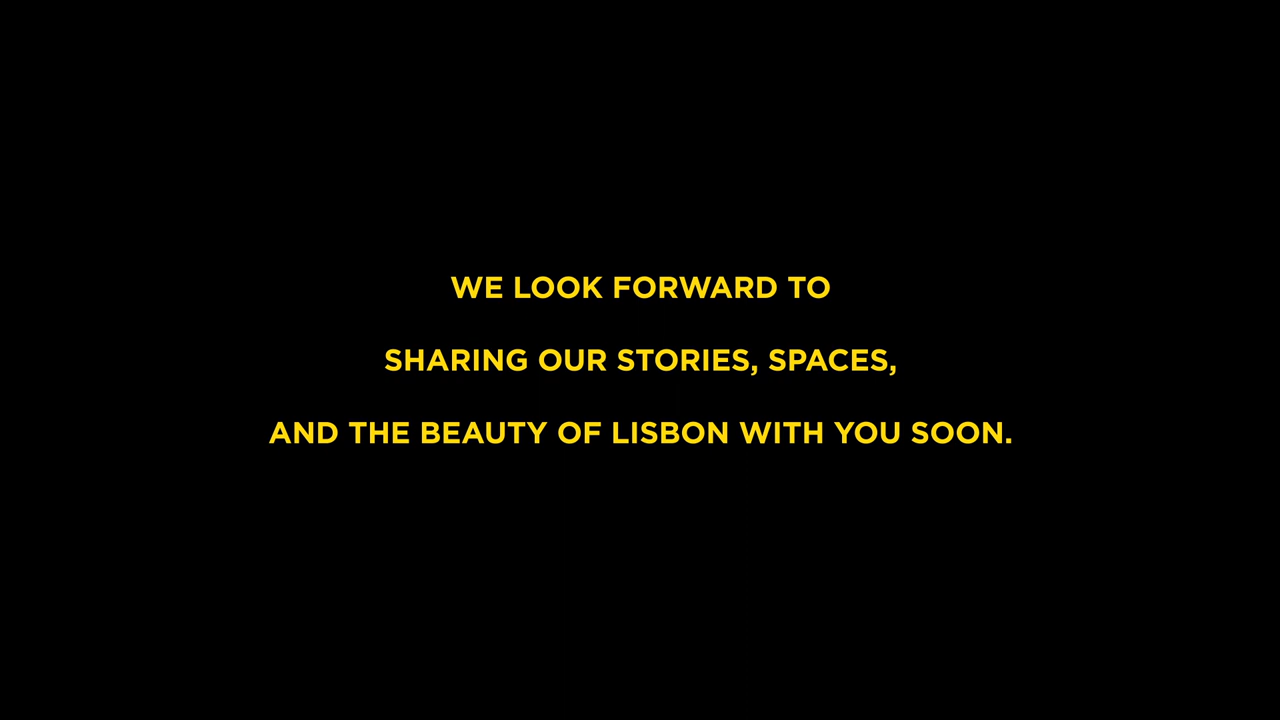 WE LOOK FORWARD TO
SHARING OUR STORIES, SPACES,
AND THE BEAUTY OF LISBON WITH YOU SOON.